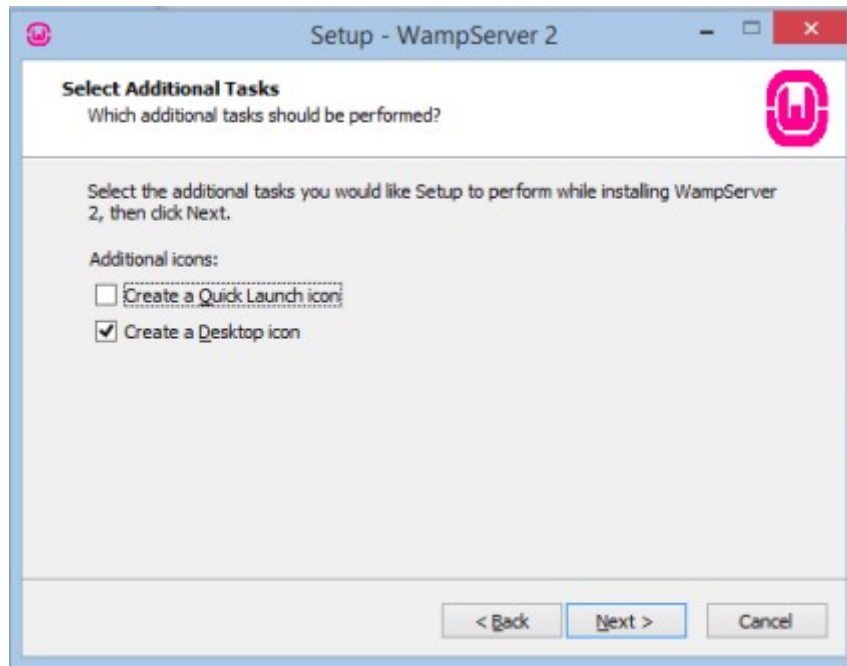 Setup - WampServer 2
Select Additional Tasks
Which additional tasks should be performed?
Select the additional tasks you would like Setup to perform while installing WampServer
2, then click Next.
Additional icons:
Create a Quick Launch icon
Create a Desktop icon
< Back
Next >
Cancel